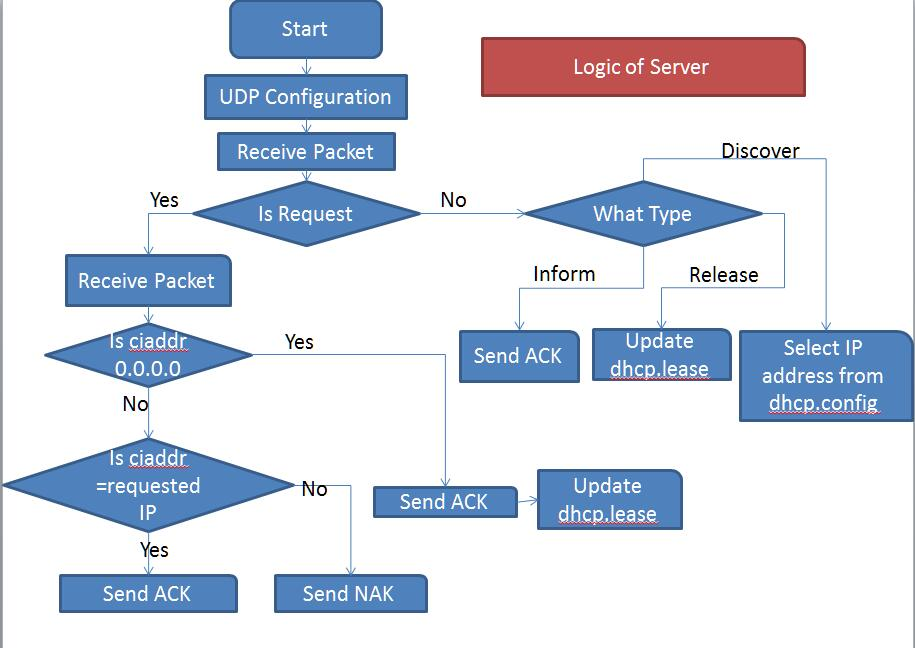 Start
Logic of Server
UDP Configuration
Receive Packet
Discover
Yes
Is Request
No
What Type
Receive Packet
Inform
Release
Is ciaddr
0.0.0.0
Yes
Send ACK
Update
dhcp.lease
Select IP
address from
dhcp.config
No
Is ciaddr
=requested
IP
No
Send ACK
Update
dhcp.lease
Yes
Send ACK
Send NAK